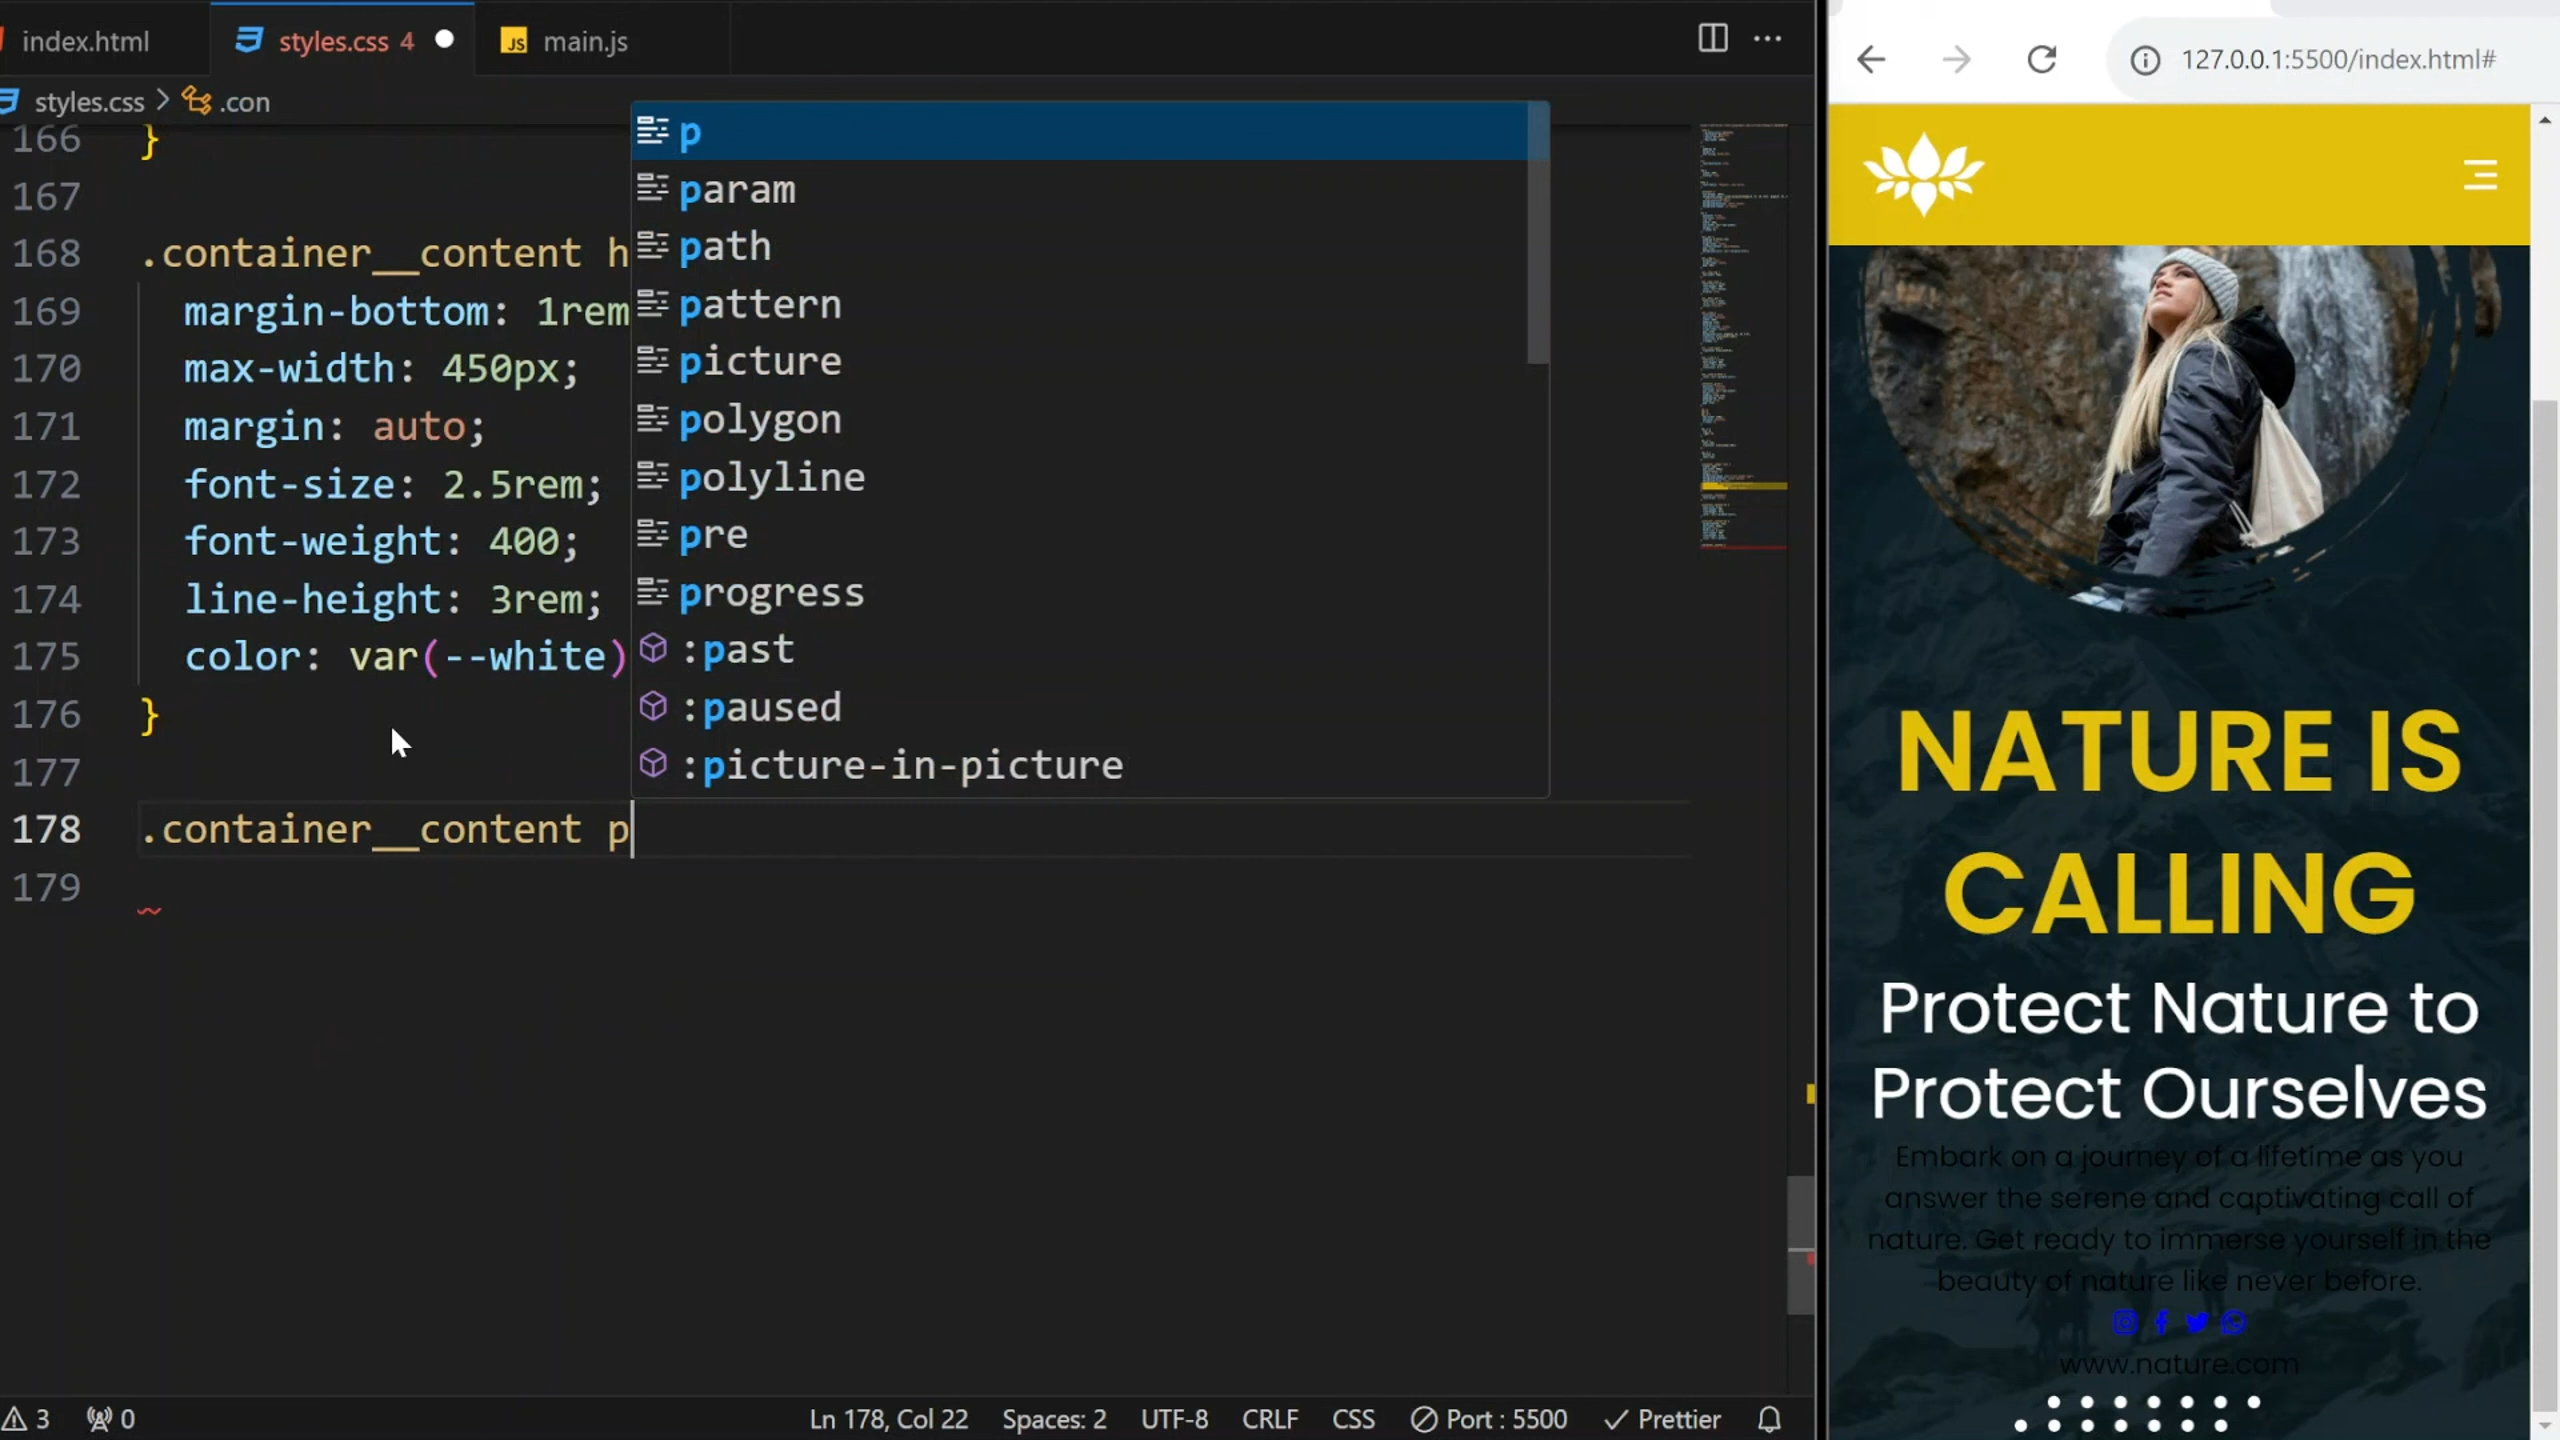 index.html
styles.css 4
JS main.js
styles.css > .con
166 }
167
168 .container__content h
169 margin-bottom: 1rem
170 max-width: 450px;
171 margin: auto;
172 font-size: 2.5rem;
173 font-weight: 400;
174 line-height: 3rem;
175 color: var(--white)
176 }
177
178 .container__content p
179
p
param
path
pattern
picture
polygon
polyline
pre
progress
:past
:paused
:picture-in-picture
3 0
Ln 178, Col 22 Spaces: 2 UTF-8 CRLF CSS Port : 5500 Prettier
127.0.0.1:5500/index.html#
NATURE IS
CALLING
Protect Nature to
Protect Ourselves
Embark on a journey of a lifetime as you
answer the serene and captivating call of
nature. Get ready to immerse yourself in the
beauty of nature like never before.
www.nature.com